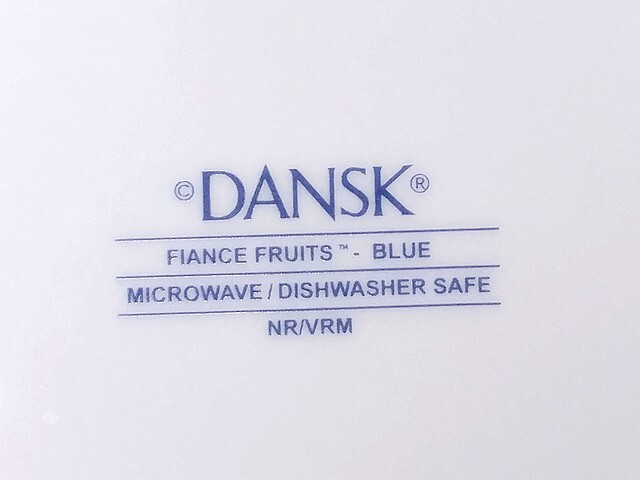 © DANSK®
FIANCE FRUITS™ - BLUE
MICROWAVE / DISHWASHER SAFE
NR/VRM